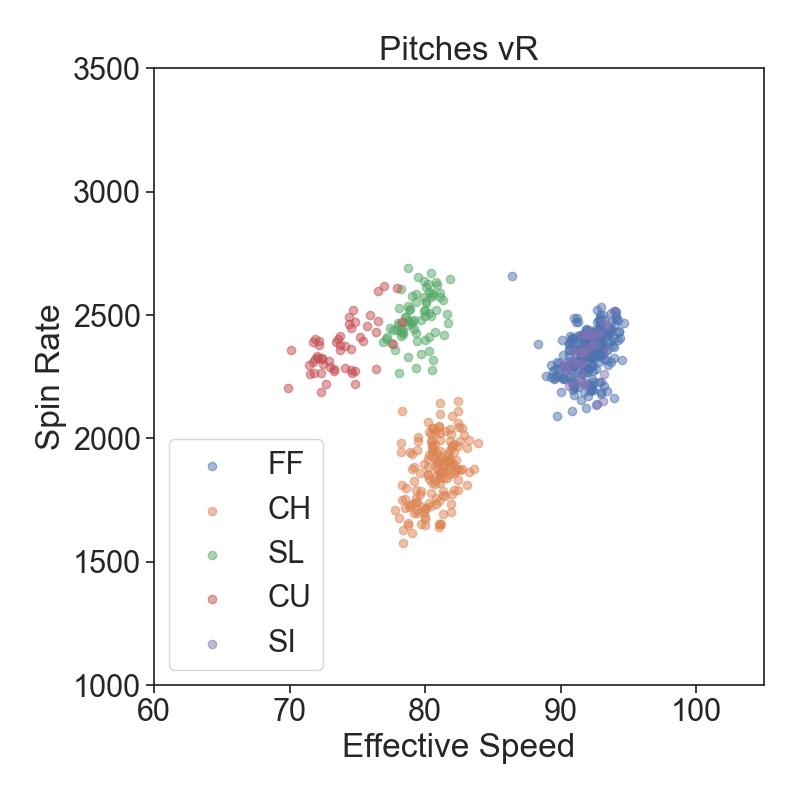 Pitches vR
3500
3000
2500
2000
1500
1000
Spin Rate
FF
CH
SL
CU
SI
60 70 80 90 100
Effective Speed